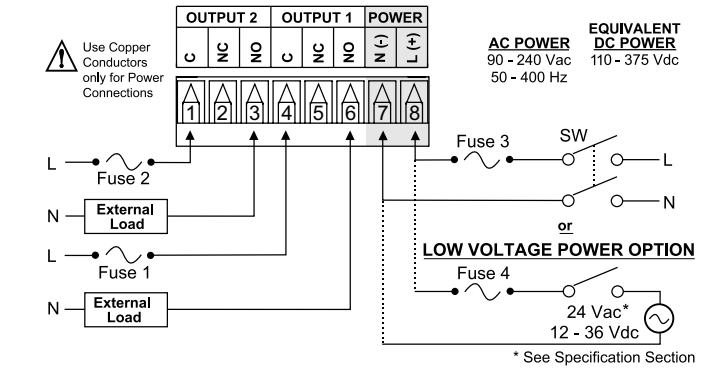 OUTPUT 2 OUTPUT 1 POWER
C NC NO C NC NO N (-) L (+)
1 2 3 4 5 6 7 8
Use Copper
Conductors
only for Power
Connections
AC POWER
90 - 240 Vac
50 - 400 Hz
EQUIVALENT
DC POWER
110 - 375 Vdc
L
Fuse 2
N
External
Load
L
Fuse 1
N
External
Load
Fuse 3
SW
L
N
or
LOW VOLTAGE POWER OPTION
Fuse 4
24 Vac*
12 - 36 Vdc
* See Specification Section